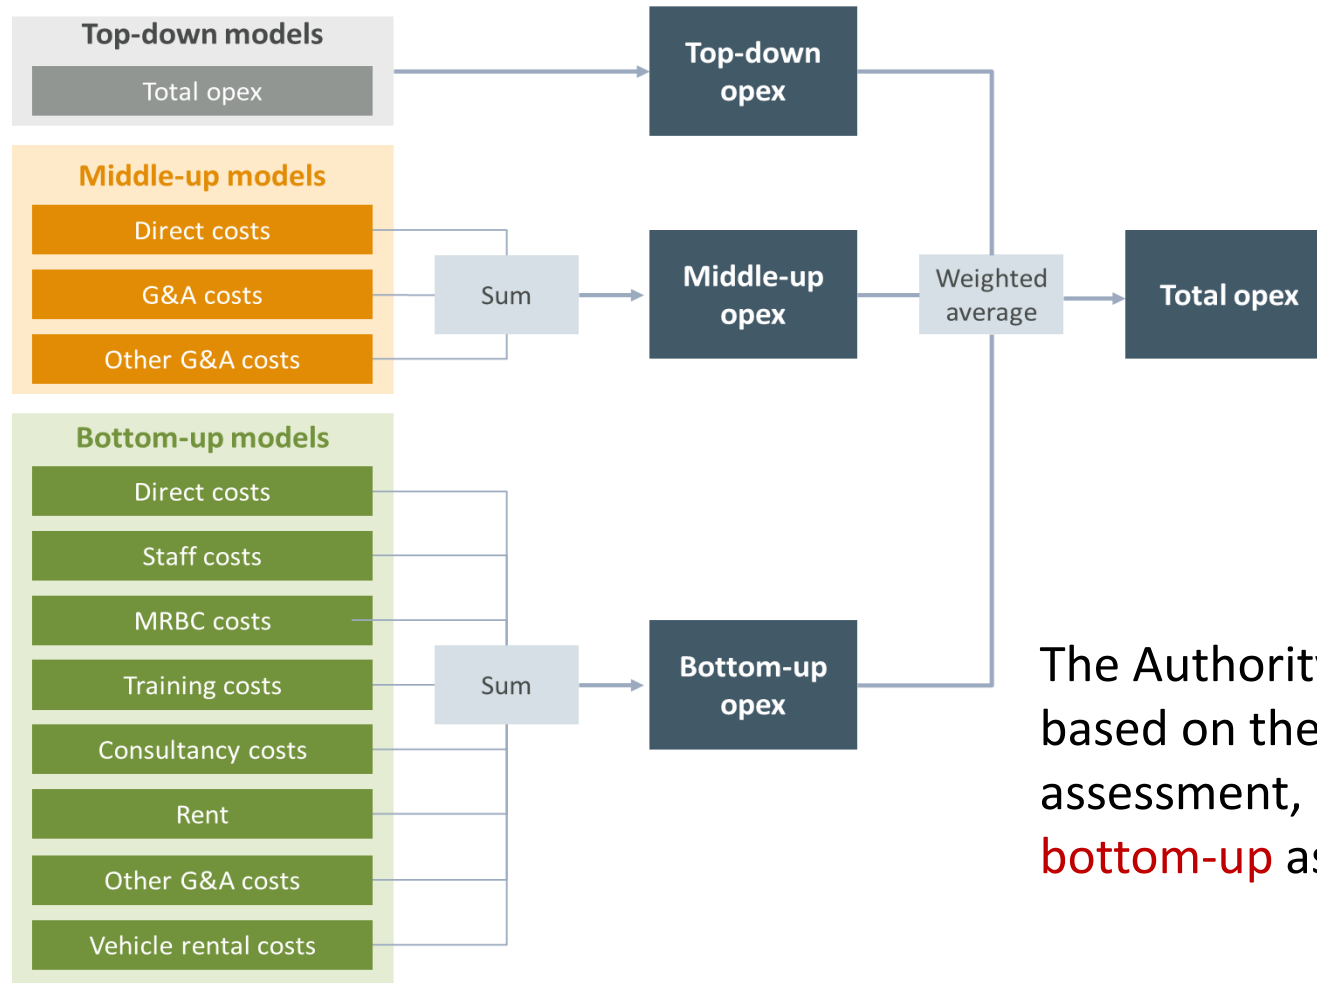 Top-down models
Total opex
Top-down
opex
Middle-up models
Direct costs
G&A costs
Other G&A costs
Sum
Middle-up
opex
Weighted
average
Total opex
Bottom-up models
Direct costs
Staff costs
MRBC costs
Training costs
Consultancy costs
Rent
Other G&A costs
Vehicle rental costs
Sum
Bottom-up
opex
The
based on the
assessment,
bottom-up